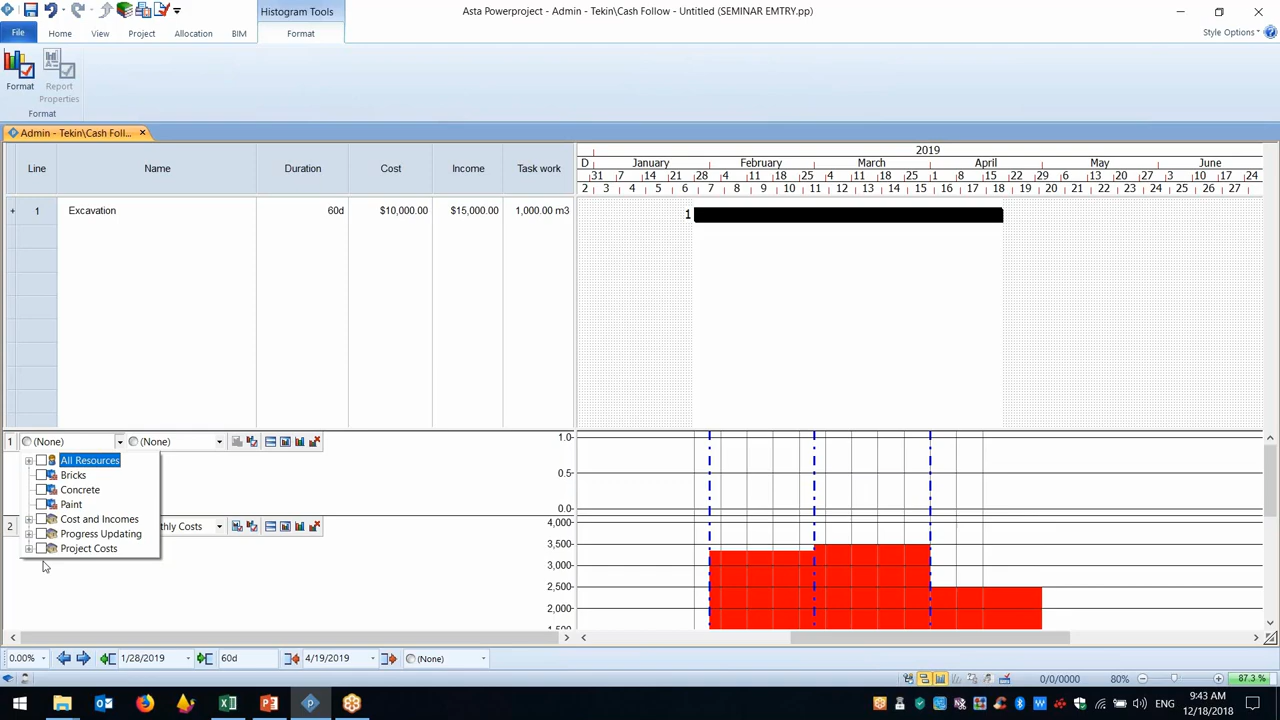 Histogram Tools
Asta Powerproject - Admin - Tekin\Cash Follow - Untitled (SEMINAR EMTRY.pp)
File Home View Project Allocation BIM Format Style Options
Format Report Properties
Format
Admin - Tekin\Cash Foll...
Line Name Duration Cost Income Task work
2019
D January February March April May June
31 7 14 21 28 4 11 18 25 4 11 18 25 1 8 15 22 29 6 13 20 27 3 10 17 24
2 3 4 5 6 7 8 9 10 11 12 13 14 15 16 17 18 19 20 21 22 23 24 25 26 27
1 Excavation 60d $10,000.00 $15,000.00 1,000.00 m3
1
1 (None) (None)
1.0
0.5
0.0
All Resources
Bricks
Concrete
Paint
Cost and Incomes
Progress Updating
Project Costs
2 thly Costs
4,000
3,500
3,000
2,500
2,000
0.00% 1/28/2019 60d 4/19/2019 (None)
0/0/0000 80% 87.3 %
ENG 9:43 AM
12/18/2018